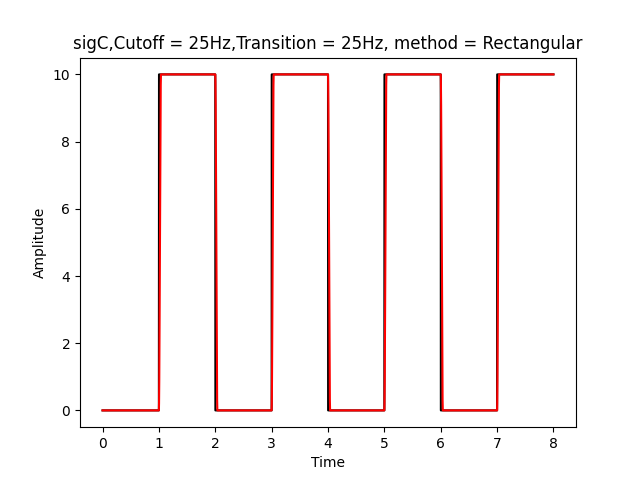 sigC,Cutoff = 25Hz,Transition = 25Hz, method = Rectangular
10
8
6
4
2
0
Amplitude
0 1 2 3 4 5 6 7 8
Time